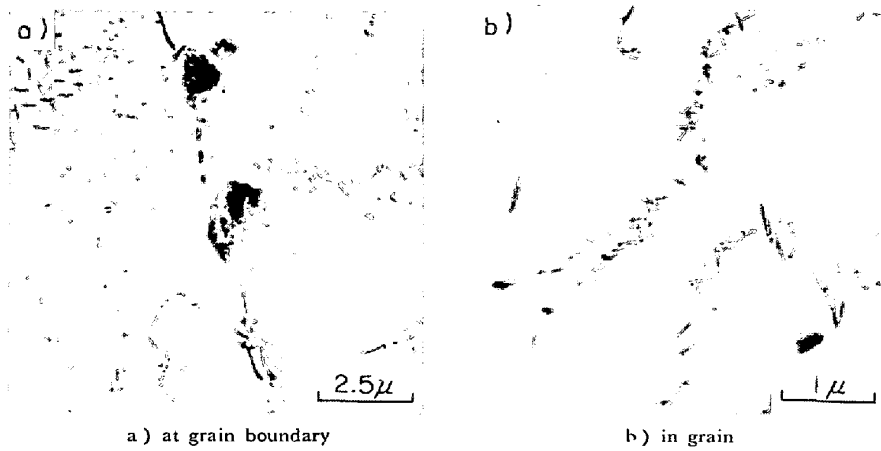 a)
b)
2.5μ
1μ
a) at grain boundary
b) in grain